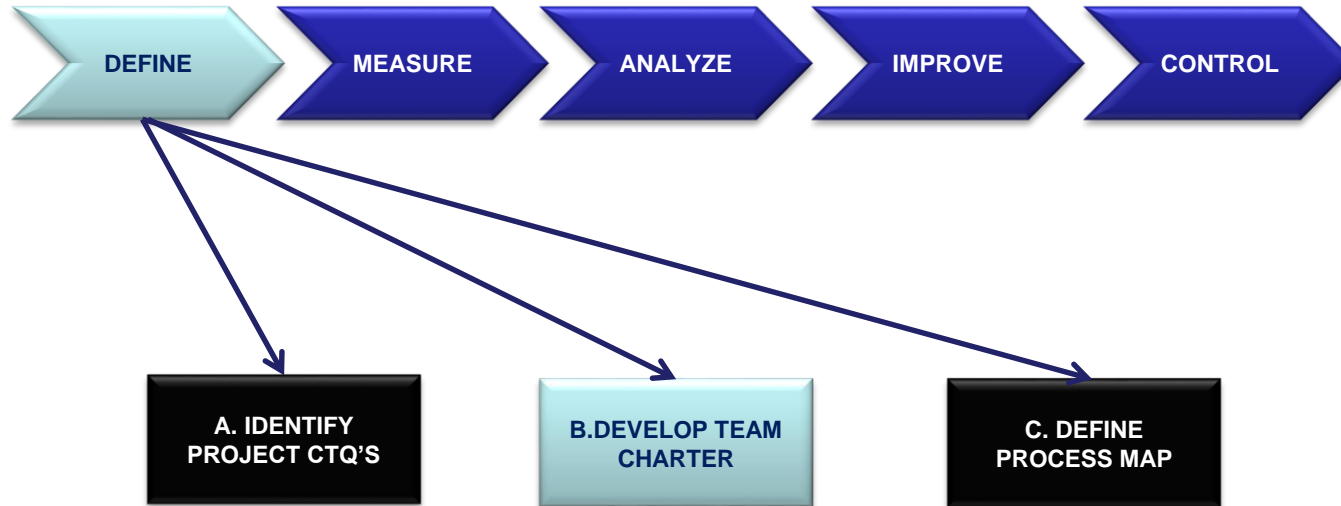 DEFINE
MEASURE
ANALYZE
IMPROVE
CONTROL
A. IDENTIFY
PROJECT CTQ’S
B.DEVELOP TEAM
CHARTER
C. DEFINE
PROCESS MAP